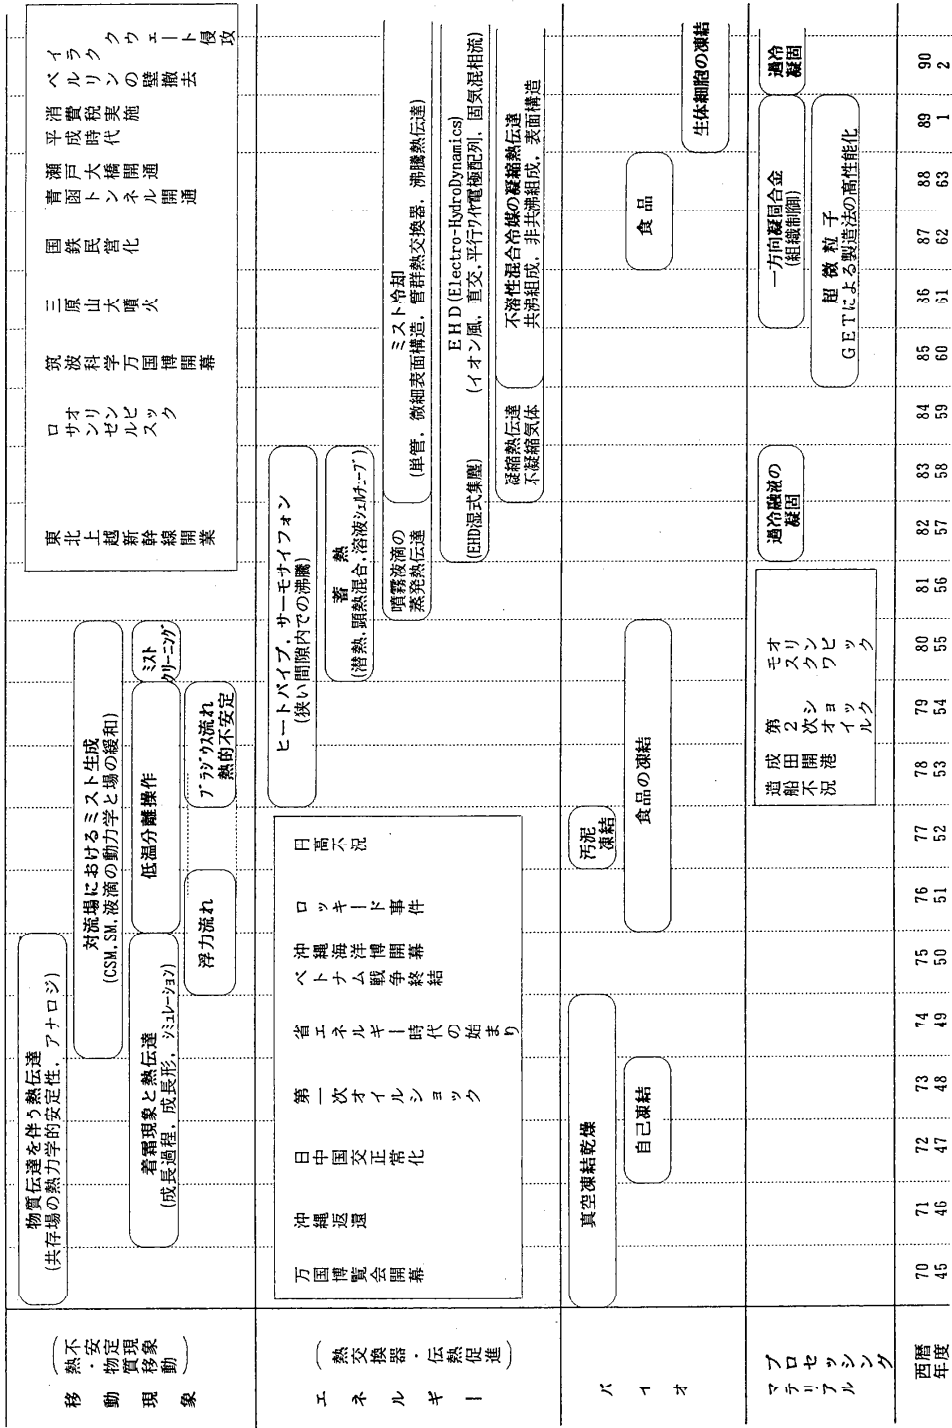 移動現象
(熱・物質移動
不安定現象)
物質伝達を伴う熱伝達
(共存場の熱力学的安定性, アナロジ)
対流場におけるミスト生成
(CSM,SM,液滴の動力学と場の緩和)
着霜現象と熱伝達
(成長過程, 成長形, シミュレーション)
低温分離操作
ミスト
クリーニング
浮力流れ
ブラジウス流れ
熱的不安定
東北上越新幹線開業
ロサンゼルス
オリンピック
筑波科学万国博開幕
三原山大噴火
国鉄民営化
青函トンネル開通
瀬戸大橋開通
平成時代
消費税実施
ベルリンの壁撤去
イラク
クウェート侵攻
エネルギー
(熱交換器・伝熱促進)
万国博覧会開幕
沖縄返還
日中国交正常化
第一次オイルショック
省エネルギー時代の始まり
ベトナム戦争終結
沖縄海洋博開幕
ロッキード事件
円高不況
ヒートパイプ, サーモサイフォン
(狭い間隙内での沸騰)
蓄熱
(潜熱,顕熱混合,溶液シェルチューブ)
噴霧液滴の
蒸発熱伝達
ミスト冷却
(単管, 微細表面構造, 管群熱交換器, 沸騰熱伝達)
EHD(Electro-HydroDynamics)
(EHD湿式集塵) (イオン風, 直交,平行ワイヤ電極配列, 固気混相流)
凝縮熱伝達
不凝縮気体
不溶性混合冷媒の凝縮熱伝達
共沸組成, 非共沸組成, 表面構造
バイオ
真空凍結乾燥
自己凍結
汚泥
凍結
食品の凍結
食品
生体細胞の凍結
マテリアル
プロセッシング
造船不況
成田開港
第2次オイル
ショック
モスクワ
オリンピック
過冷融液の
凝固
一方向凝固合金
(組織制御)
過冷
凝固
超微粒子
GETによる製造法の高性能化
西暦 70 71 72 73 74 75 76 77 78 79 80 81 82 83 84 85 86 87 88 89 90
年度 45 46 47 48 49 50 51 52 53 54 55 56 57 58 59 60 61 62 63 1 2